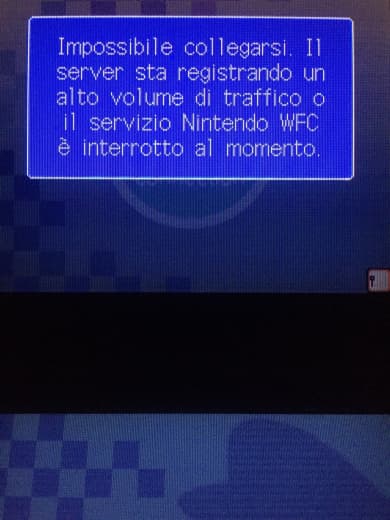 Impossibile collegarsi. Il
server sta registrando un
alto volume di traffico o
il servizio Nintendo WFC
è interrotto al momento.